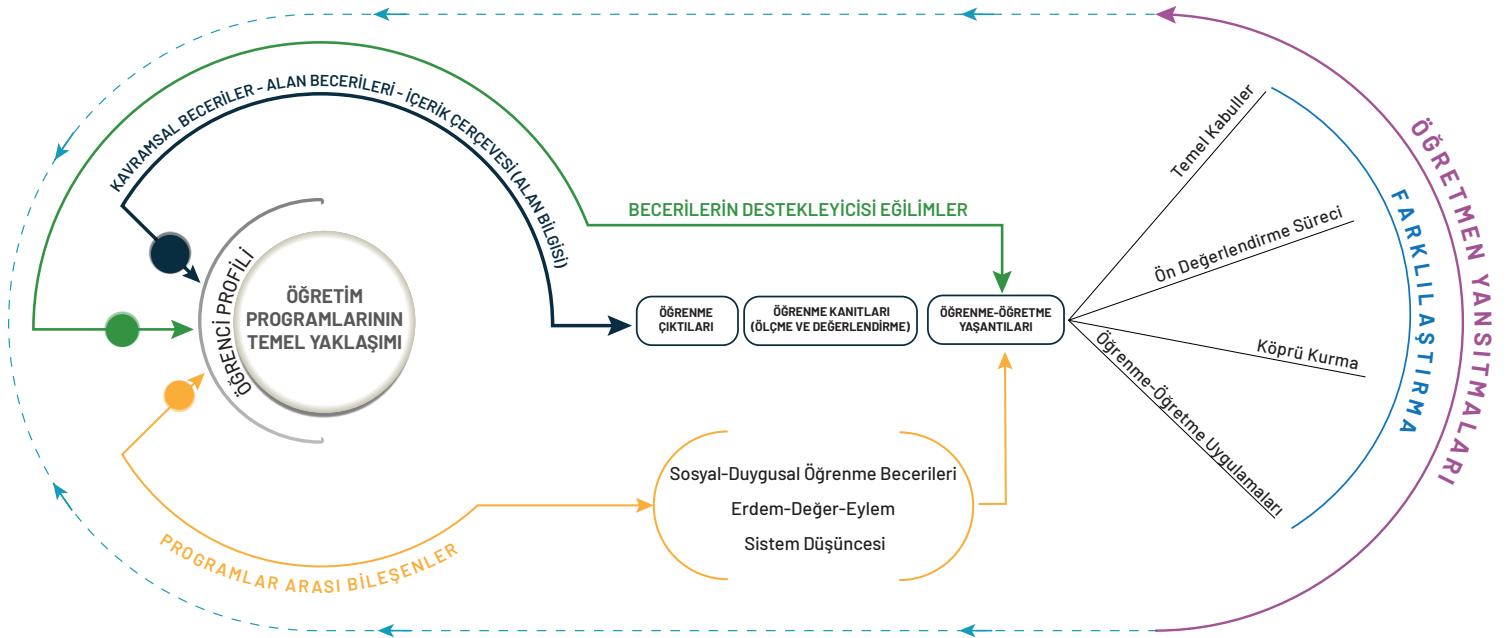 KAVRAMSAL BECERİLER - ALAN BECERİLERİ - İÇERİK ÇERÇEVESİ (ALAN BİLGİSİ)
ÖĞRENCİ PROFİLİ
ÖĞRETİM
PROGRAMLARININ
TEMEL YAKLAŞIMI
BECERİLERİN DESTEKLEYİCİSİ EĞİLİMLER
ÖĞRENME
ÇIKTILARI
ÖĞRENME KANITLARI
(ÖLÇME VE DEĞERLENDİRME)
ÖĞRENME-ÖĞRETME
YAŞANTILARI
PROGRAMLAR ARASI BİLEŞENLER
Sosyal-Duygusal Öğrenme Becerileri
Erdem-Değer-Eylem
Sistem Düşüncesi
Temel Kabuller
Ön Değerlendirme Süreci
Köprü Kurma
Öğrenme-Öğretme Uygulamaları
FARKLILAŞTIRMA
ÖĞRETMEN YANSITMALARI